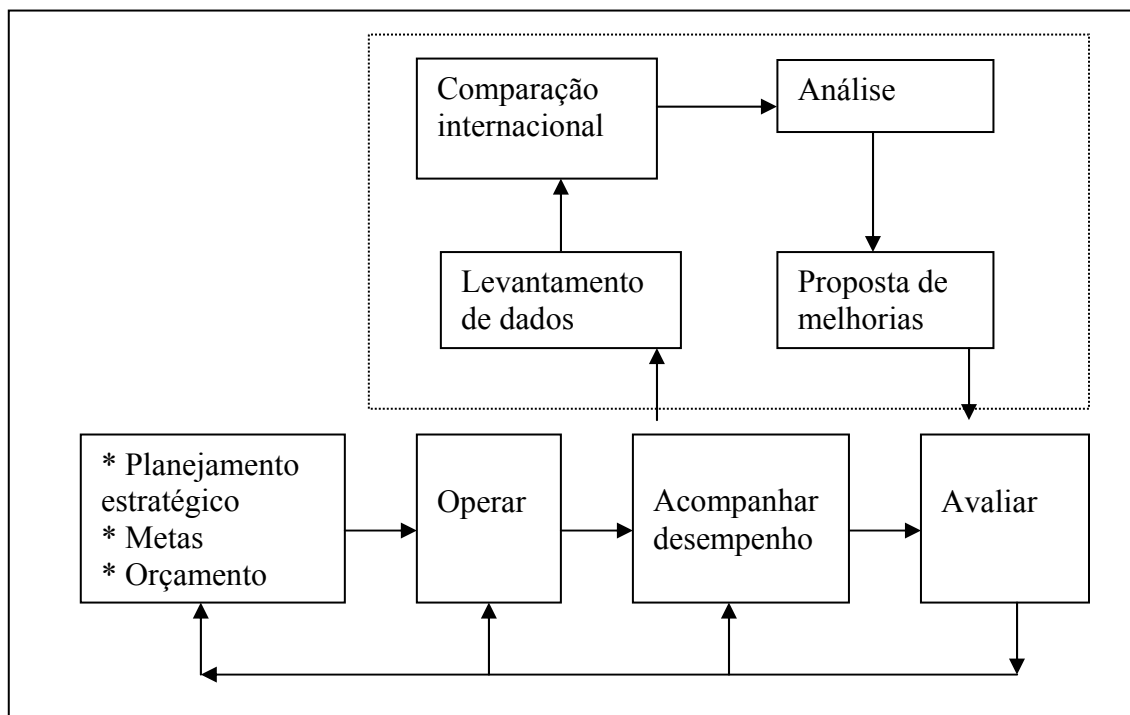 Comparação
internacional
Análise
Levantamento
de dados
Proposta de
melhorias
* Planejamento
estratégico
* Metas
* Orçamento
Operar
Acompanhar
desempenho
Avaliar